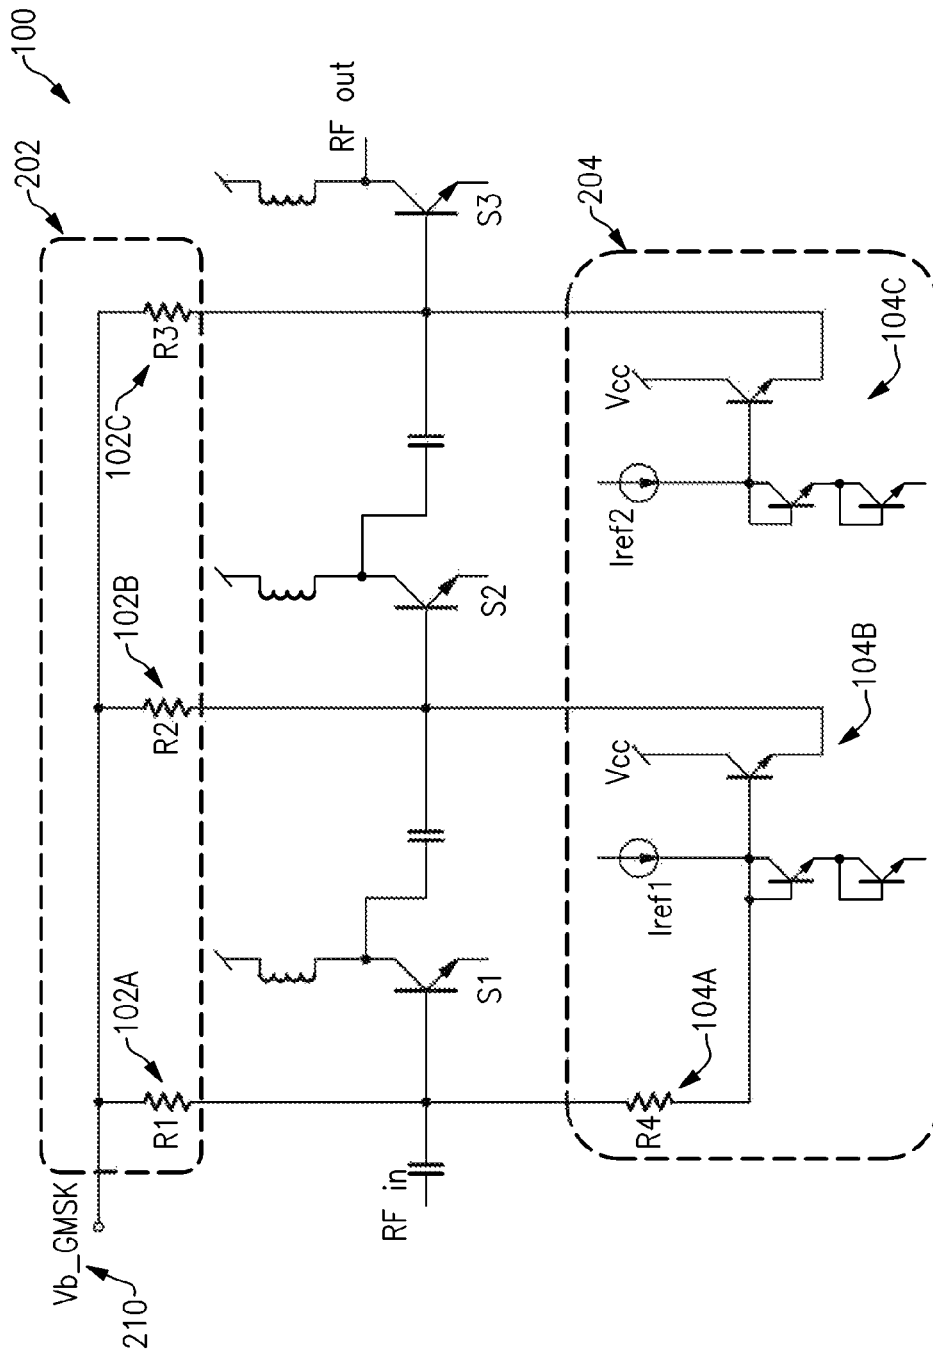 100
202
Vb_GMSK
210
R1
102A
R2
102B
R3
102C
RF in
S1
S2
S3
RF out
204
R4
104A
Iref1
Vcc
104B
Iref2
Vcc
104C